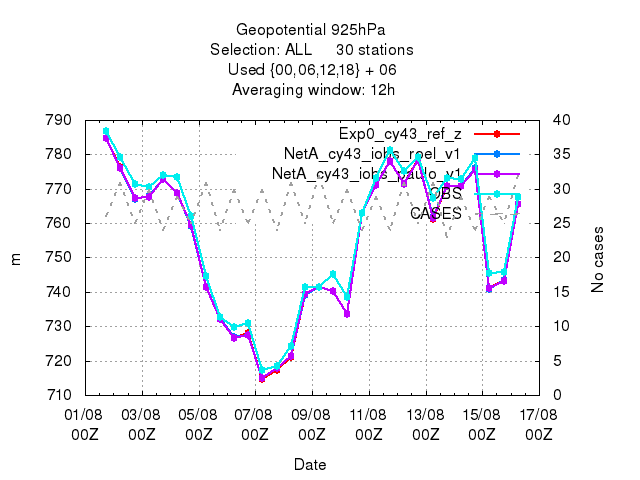 Geopotential 925hPa
Selection: ALL 30 stations
Used {00,06,12,18} + 06
Averaging window: 12h
790 40
780 35
770 30
760 25
750 20
740 15
730 10
720 5
710 0
Exp0_cy43_ref_z
NetA_cy43_iobs_roel_v1
NetA_cy43_iobs_paulo_v1
OBS
CASES
m
No cases
01/08 03/08 05/08 07/08 09/08 11/08 13/08 15/08 17/08
00Z 00Z 00Z 00Z 00Z 00Z 00Z 00Z 00Z
Date